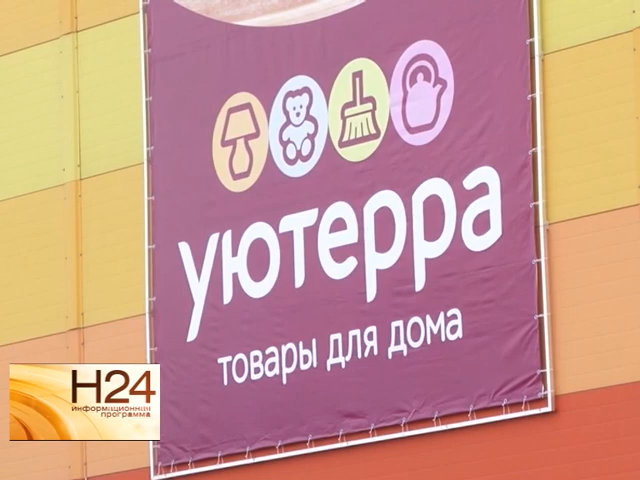 уютерра
товары для дома
Н24
информационная
программа